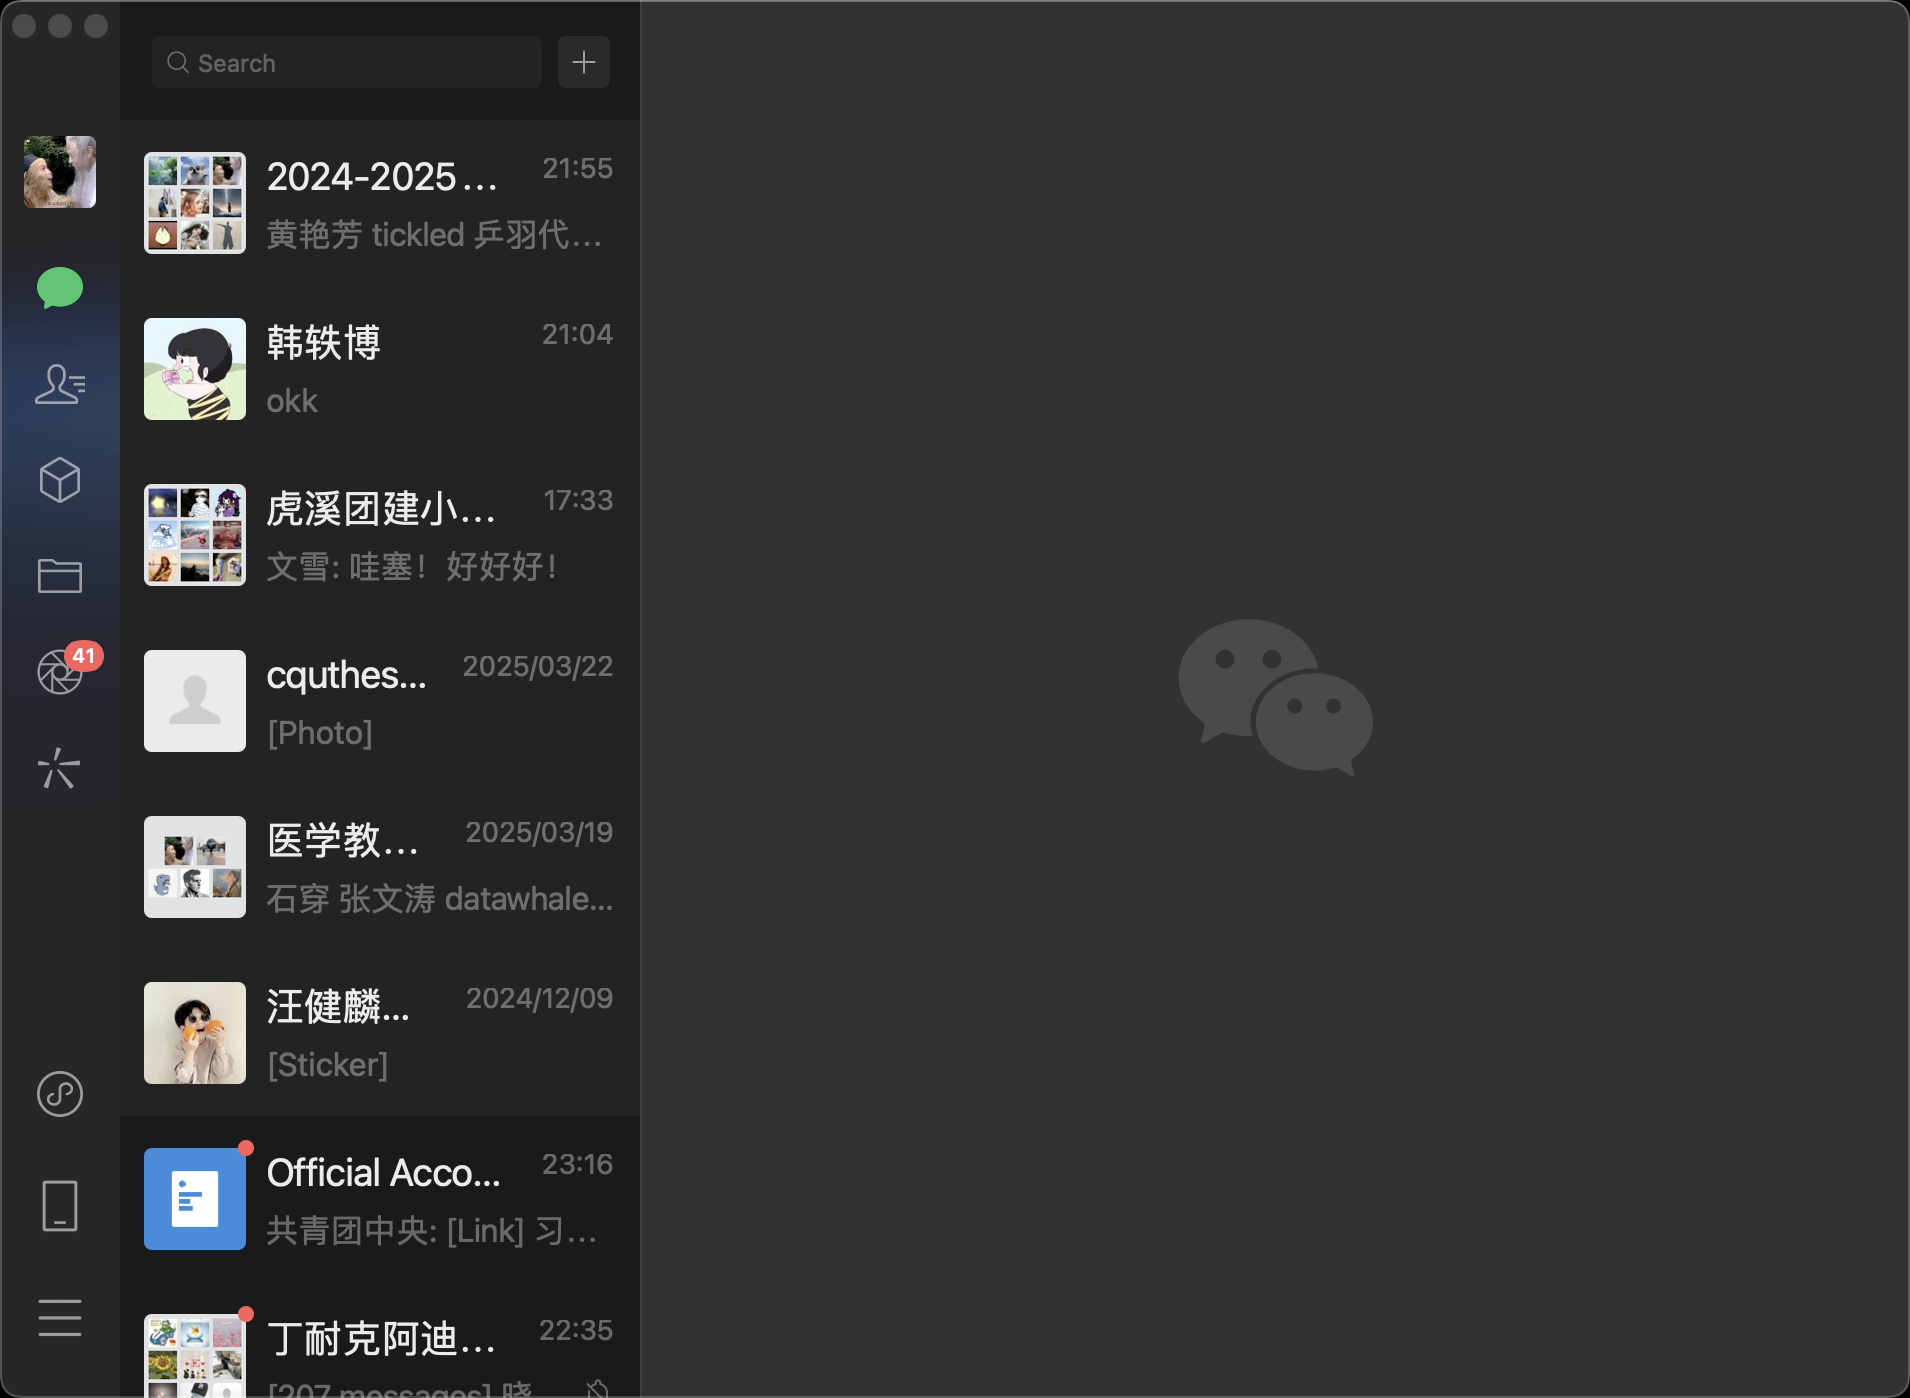 Search
2024-2025... 21:55
黄艳芳 tickled 乒羽代...
韩轶博 21:04
okk
虎溪团建小... 17:33
文雪: 哇塞！好好好！
41
cquthes... 2025/03/22
[Photo]
医学教... 2025/03/19
石穿 张文涛 datawhale...
汪健麟... 2024/12/09
[Sticker]
Official Acco... 23:16
共青团中央: [Link] 习...
丁耐克阿迪... 22:35
[207 messages] 晓